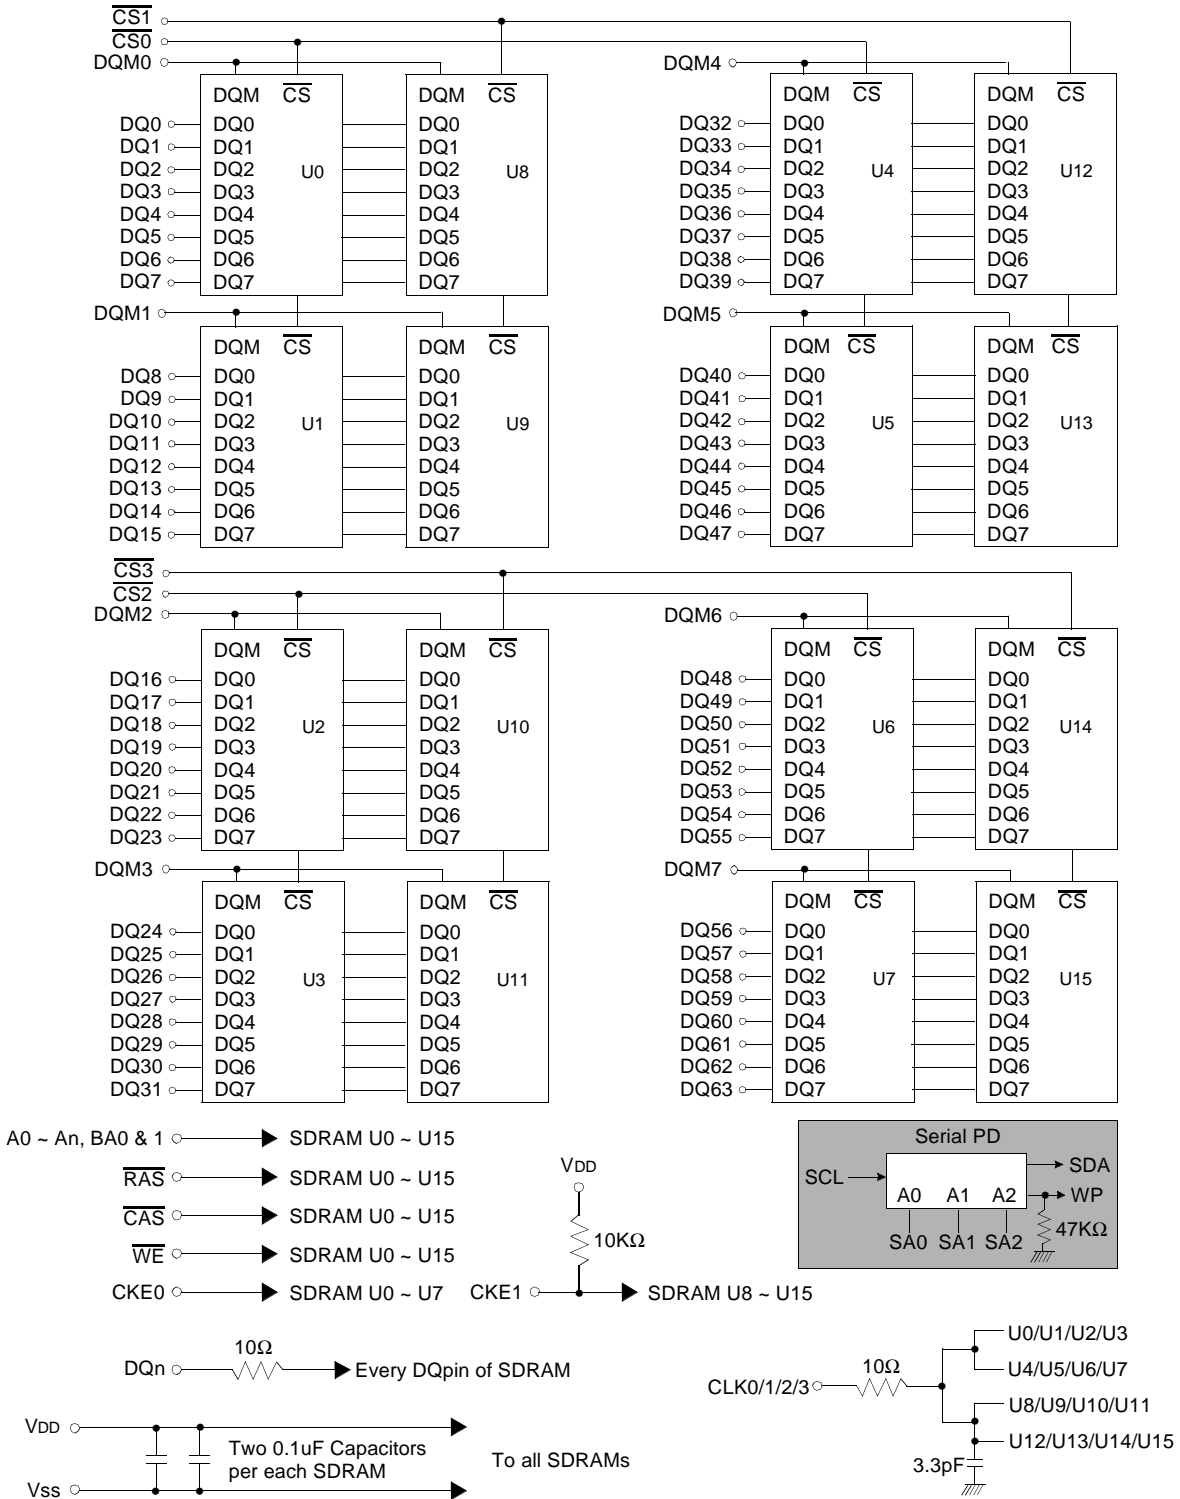 CS1
CS0
DQM0
DQM4
DQM CS DQM CS
DQM CS DQM CS
DQ0 DQ0 DQ0
DQ1 DQ1 DQ1
DQ2 DQ2 U0 DQ2 U8
DQ3 DQ3 DQ3
DQ4 DQ4 DQ4
DQ5 DQ5 DQ5
DQ6 DQ6 DQ6
DQ7 DQ7 DQ7
DQ32 DQ0 DQ0
DQ33 DQ1 DQ1
DQ34 DQ2 U4 DQ2 U12
DQ35 DQ3 DQ3
DQ36 DQ4 DQ4
DQ37 DQ5 DQ5
DQ38 DQ6 DQ6
DQ39 DQ7 DQ7
DQM1
DQM CS DQM CS
DQ8 DQ0 DQ0
DQ9 DQ1 DQ1
DQ10 DQ2 U1 DQ2 U9
DQ11 DQ3 DQ3
DQ12 DQ4 DQ4
DQ13 DQ5 DQ5
DQ14 DQ6 DQ6
DQ15 DQ7 DQ7
DQM5
DQM CS DQM CS
DQ40 DQ0 DQ0
DQ41 DQ1 DQ1
DQ42 DQ2 U5 DQ2 U13
DQ43 DQ3 DQ3
DQ44 DQ4 DQ4
DQ45 DQ5 DQ5
DQ46 DQ6 DQ6
DQ47 DQ7 DQ7
CS3
CS2
DQM2
DQM CS DQM CS
DQ16 DQ0 DQ0
DQ17 DQ1 DQ1
DQ18 DQ2 U2 DQ2 U10
DQ19 DQ3 DQ3
DQ20 DQ4 DQ4
DQ21 DQ5 DQ5
DQ22 DQ6 DQ6
DQ23 DQ7 DQ7
DQM6
DQM CS DQM CS
DQ48 DQ0 DQ0
DQ49 DQ1 DQ1
DQ50 DQ2 U6 DQ2 U14
DQ51 DQ3 DQ3
DQ52 DQ4 DQ4
DQ53 DQ5 DQ5
DQ54 DQ6 DQ6
DQ55 DQ7 DQ7
DQM3
DQM CS DQM CS
DQ24 DQ0 DQ0
DQ25 DQ1 DQ1
DQ26 DQ2 U3 DQ2 U11
DQ27 DQ3 DQ3
DQ28 DQ4 DQ4
DQ29 DQ5 DQ5
DQ30 DQ6 DQ6
DQ31 DQ7 DQ7
DQM7
DQM CS DQM CS
DQ56 DQ0 DQ0
DQ57 DQ1 DQ1
DQ58 DQ2 U7 DQ2 U15
DQ59 DQ3 DQ3
DQ60 DQ4 DQ4
DQ61 DQ5 DQ5
DQ62 DQ6 DQ6
DQ63 DQ7 DQ7
A0 ~ An, BA0 & 1 SDRAM U0 ~ U15
RAS SDRAM U0 ~ U15
CAS SDRAM U0 ~ U15
WE SDRAM U0 ~ U15
CKE0 SDRAM U0 ~ U7
VDD
10KΩ
CKE1 SDRAM U8 ~ U15
Serial PD
SCL SDA
A0 A1 A2 WP
SA0 SA1 SA2 47KΩ
10Ω
DQn Every DQpin of SDRAM
VDD
Two 0.1uF Capacitors
per each SDRAM
To all SDRAMs
Vss
10Ω
CLK0/1/2/3
U0/U1/U2/U3
U4/U5/U6/U7
U8/U9/U10/U11
U12/U13/U14/U15
3.3pF